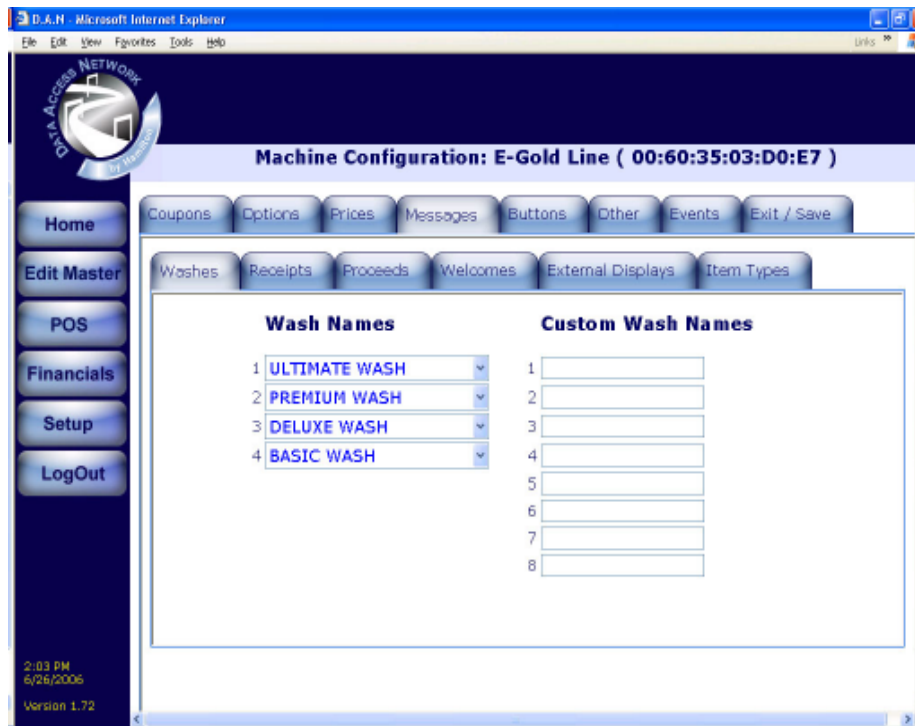 D.A.N - Microsoft Internet Explorer
File Edit View Favorites Tools Help
Links »
DATA ACCESS NETWORK
by Hamilton
Machine Configuration: E-Gold Line ( 00:60:35:03:D0:E7 )
Coupons Options Prices Messages Buttons Other Events Exit / Save
Home
Washes Receipts Proceeds Welcomes External Displays Item Types
Edit Master
POS
Financials
Setup
LogOut
Wash Names Custom Wash Names
1 ULTIMATE WASH 1
2 PREMIUM WASH 2
3 DELUXE WASH 3
4 BASIC WASH 4
5
6
7
8
2:03 PM
6/26/2006
Version 1.72